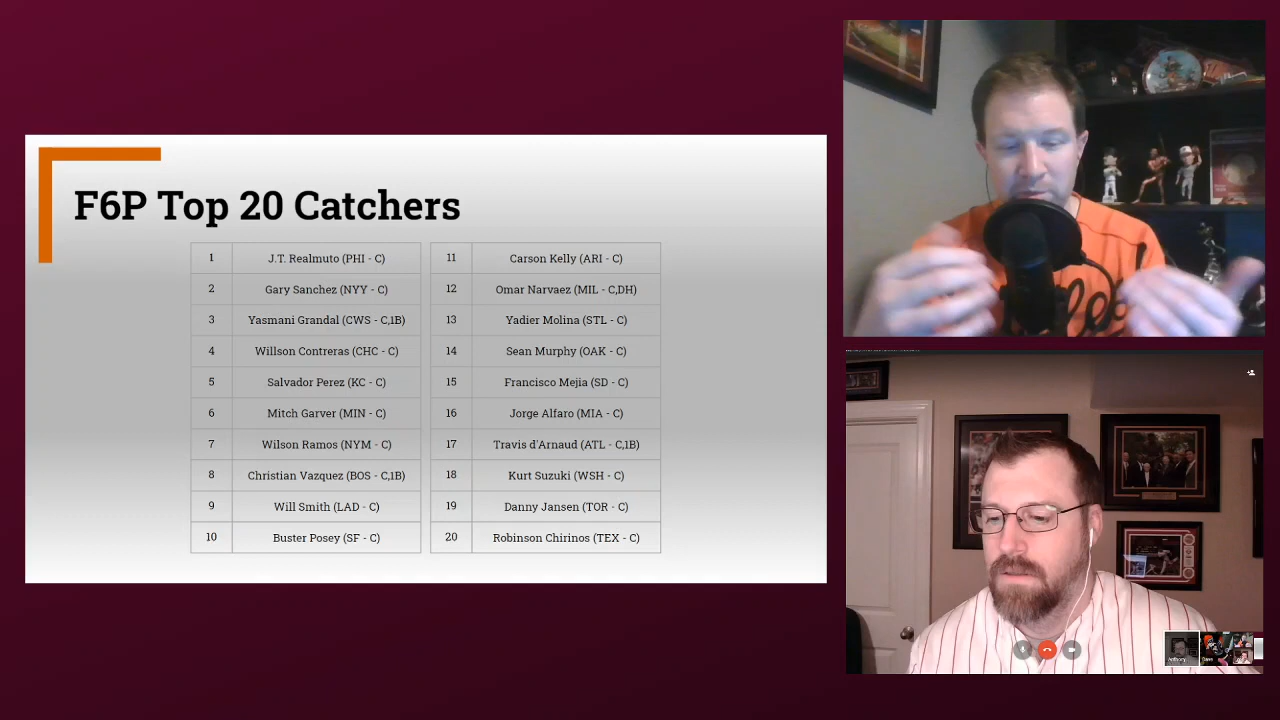 F6P Top 20 Catchers
1 J.T. Realmuto (PHI - C)
2 Gary Sanchez (NYY - C)
3 Yasmani Grandal (CWS - C,1B)
4 Willson Contreras (CHC - C)
5 Salvador Perez (KC - C)
6 Mitch Garver (MIN - C)
7 Wilson Ramos (NYM - C)
8 Christian Vazquez (BOS - C,1B)
9 Will Smith (LAD - C)
10 Buster Posey (SF - C)
11 Carson Kelly (ARI - C)
12 Omar Narvaez (MIL - C,DH)
13 Yadier Molina (STL - C)
14 Sean Murphy (OAK - C)
15 Francisco Mejia (SD - C)
16 Jorge Alfaro (MIA - C)
17 Travis d'Arnaud (ATL - C,1B)
18 Kurt Suzuki (WSH - C)
19 Danny Jansen (TOR - C)
20 Robinson Chirinos (TEX - C)
Anthony
Dave